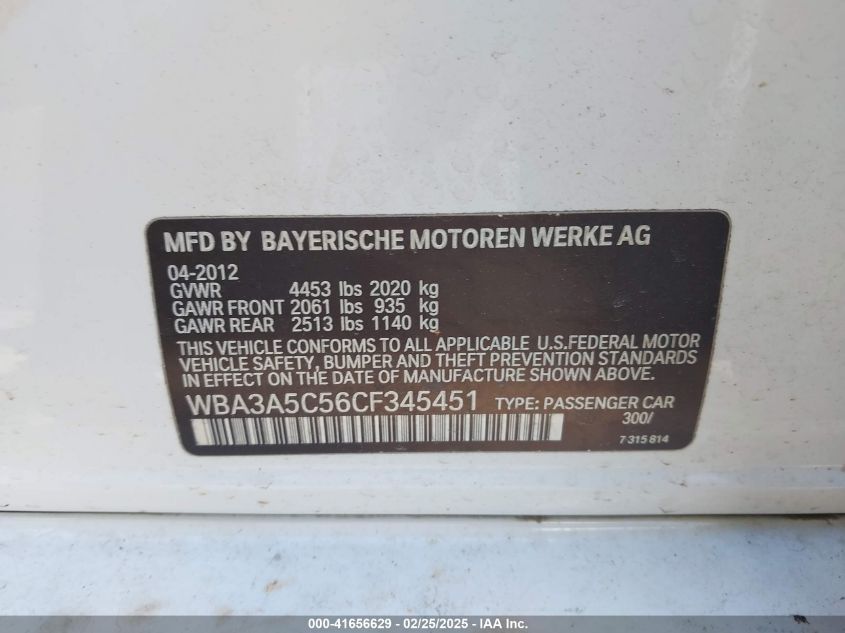 MFD BY BAYERISCHE MOTOREN WERKE AG
04-2012
GVWR 4453 lbs 2020 kg
GAWR FRONT 2061 lbs 935 kg
GAWR REAR 2513 lbs 1140 kg
THIS VEHICLE CONFORMS TO ALL APPLICABLE U.S.FEDERAL MOTOR
VEHICLE SAFETY, BUMPER AND THEFT PREVENTION STANDARDS
IN EFFECT ON THE DATE OF MANUFACTURE SHOWN ABOVE.
WBA3A5C56CF345451 TYPE: PASSENGER CAR
300/
7 315 814
000-41656629 - 02/25/2025 - IAA Inc.